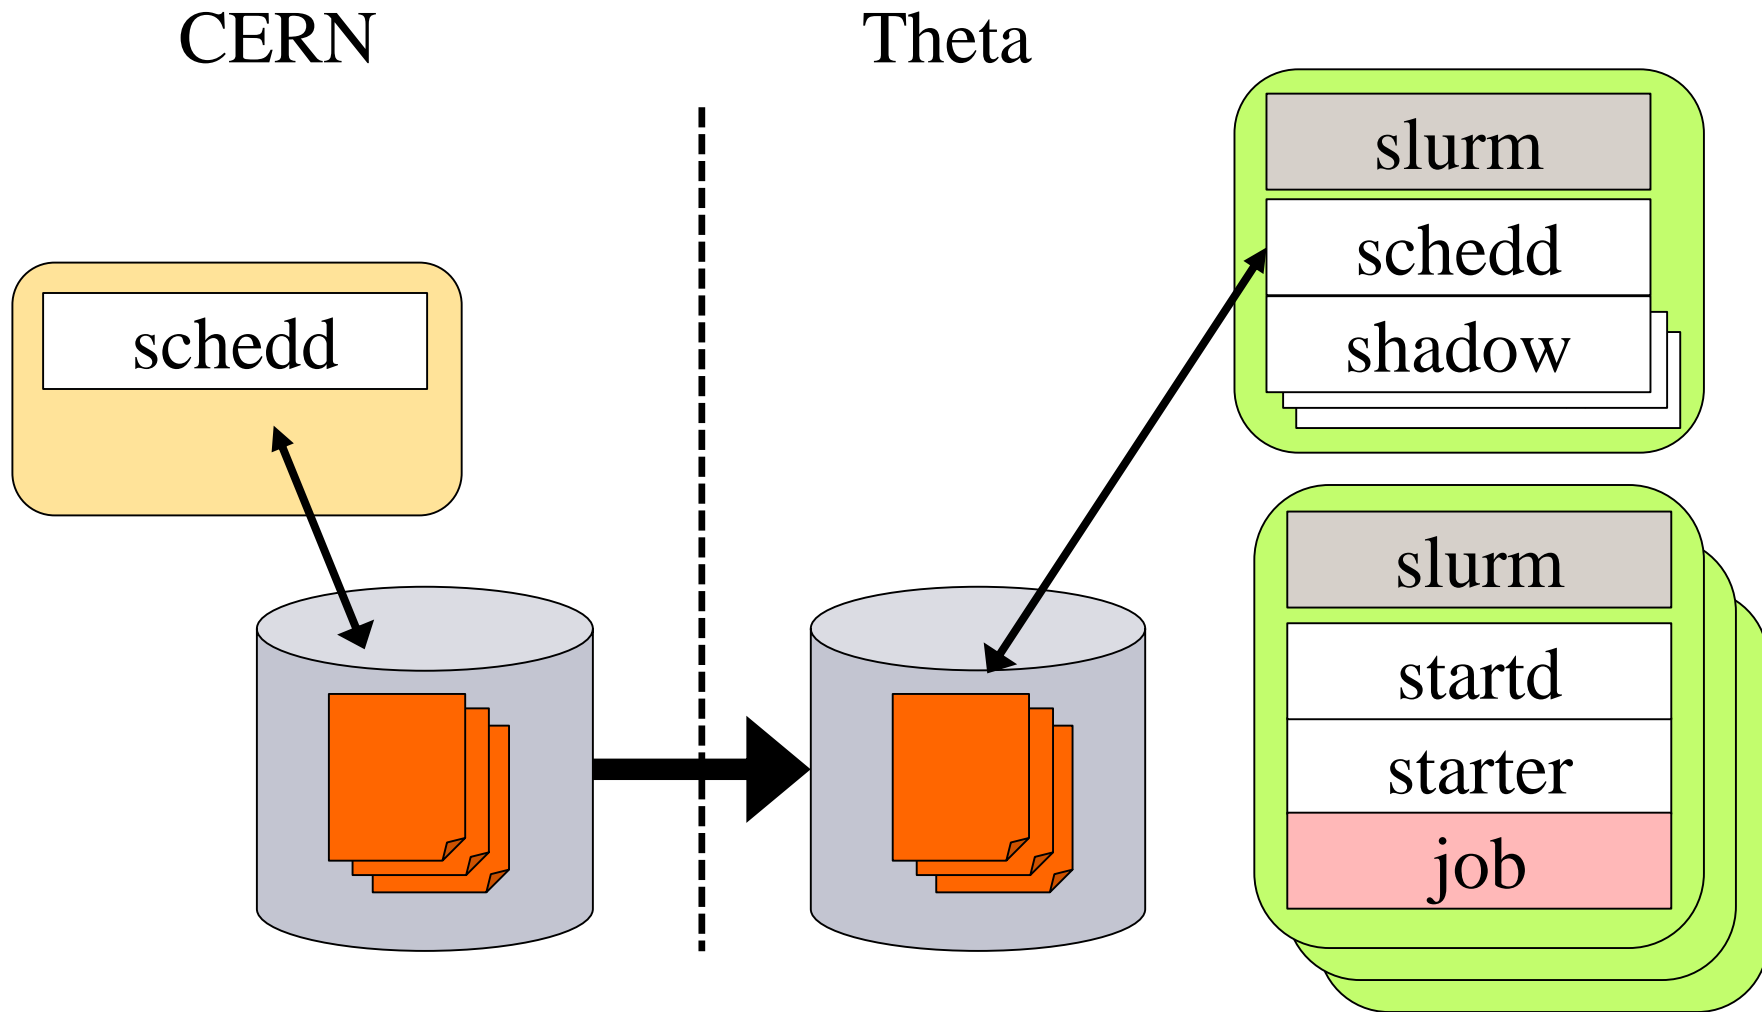 CERN
Theta
schedd
slurm
schedd
shadow
slurm
startd
starter
job